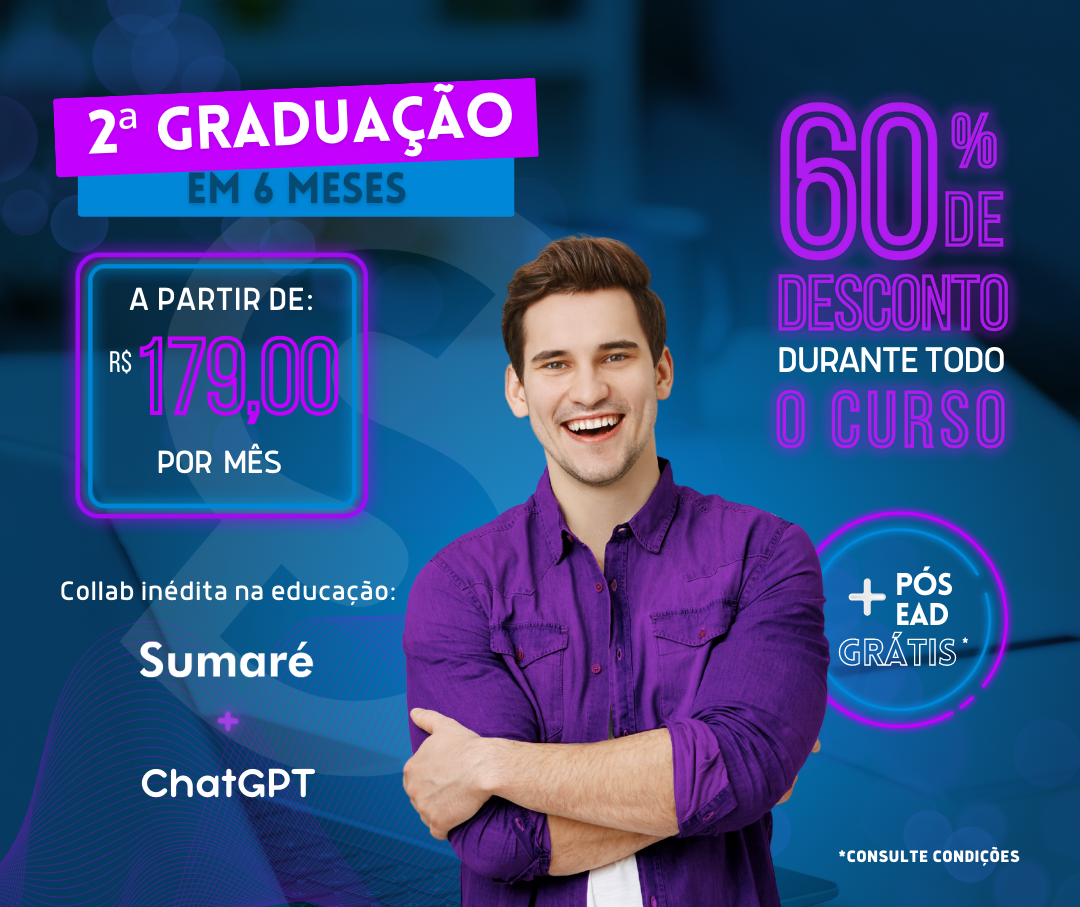 2ª GRADUAÇÃO
EM 6 MESES
A PARTIR DE:
R$ 179,00
POR MÊS
Collab inédita na educação:
Sumaré
+
ChatGPT
60%
DE
DESCONTO
DURANTE TODO
O CURSO
+ PÓS
EAD
GRÁTIS*
*CONSULTE CONDIÇÕES